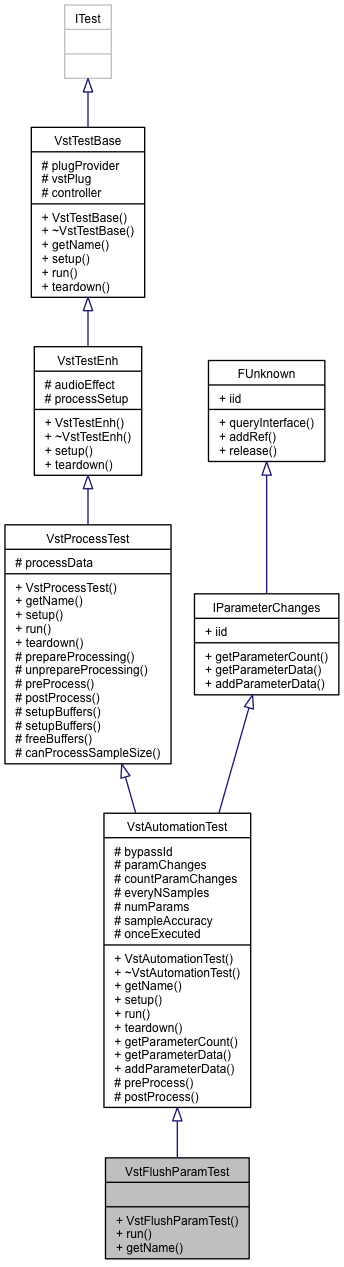 ITest
VstTestBase
# plugProvider
# vstPlug
# controller
+ VstTestBase()
+ ~VstTestBase()
+ getName()
+ setup()
+ run()
+ teardown()
VstTestEnh
# audioEffect
# processSetup
+ VstTestEnh()
+ ~VstTestEnh()
+ setup()
+ teardown()
FUnknown
+ iid
+ queryInterface()
+ addRef()
+ release()
VstProcessTest
# processData
+ VstProcessTest()
+ getName()
+ setup()
+ run()
+ teardown()
# prepareProcessing()
# unprepareProcessing()
# preProcess()
# postProcess()
# setupBuffers()
# setupBuffers()
# freeBuffers()
# canProcessSampleSize()
IParameterChanges
+ iid
+ getParameterCount()
+ getParameterData()
+ addParameterData()
VstAutomationTest
# bypassId
# paramChanges
# countParamChanges
# everyNSamples
# numParams
# sampleAccuracy
# onceExecuted
+ VstAutomationTest()
+ ~VstAutomationTest()
+ getName()
+ setup()
+ run()
+ teardown()
+ getParameterCount()
+ getParameterData()
+ addParameterData()
# preProcess()
# postProcess()
VstFlushParamTest
+ VstFlushParamTest()
+ run()
+ getName()